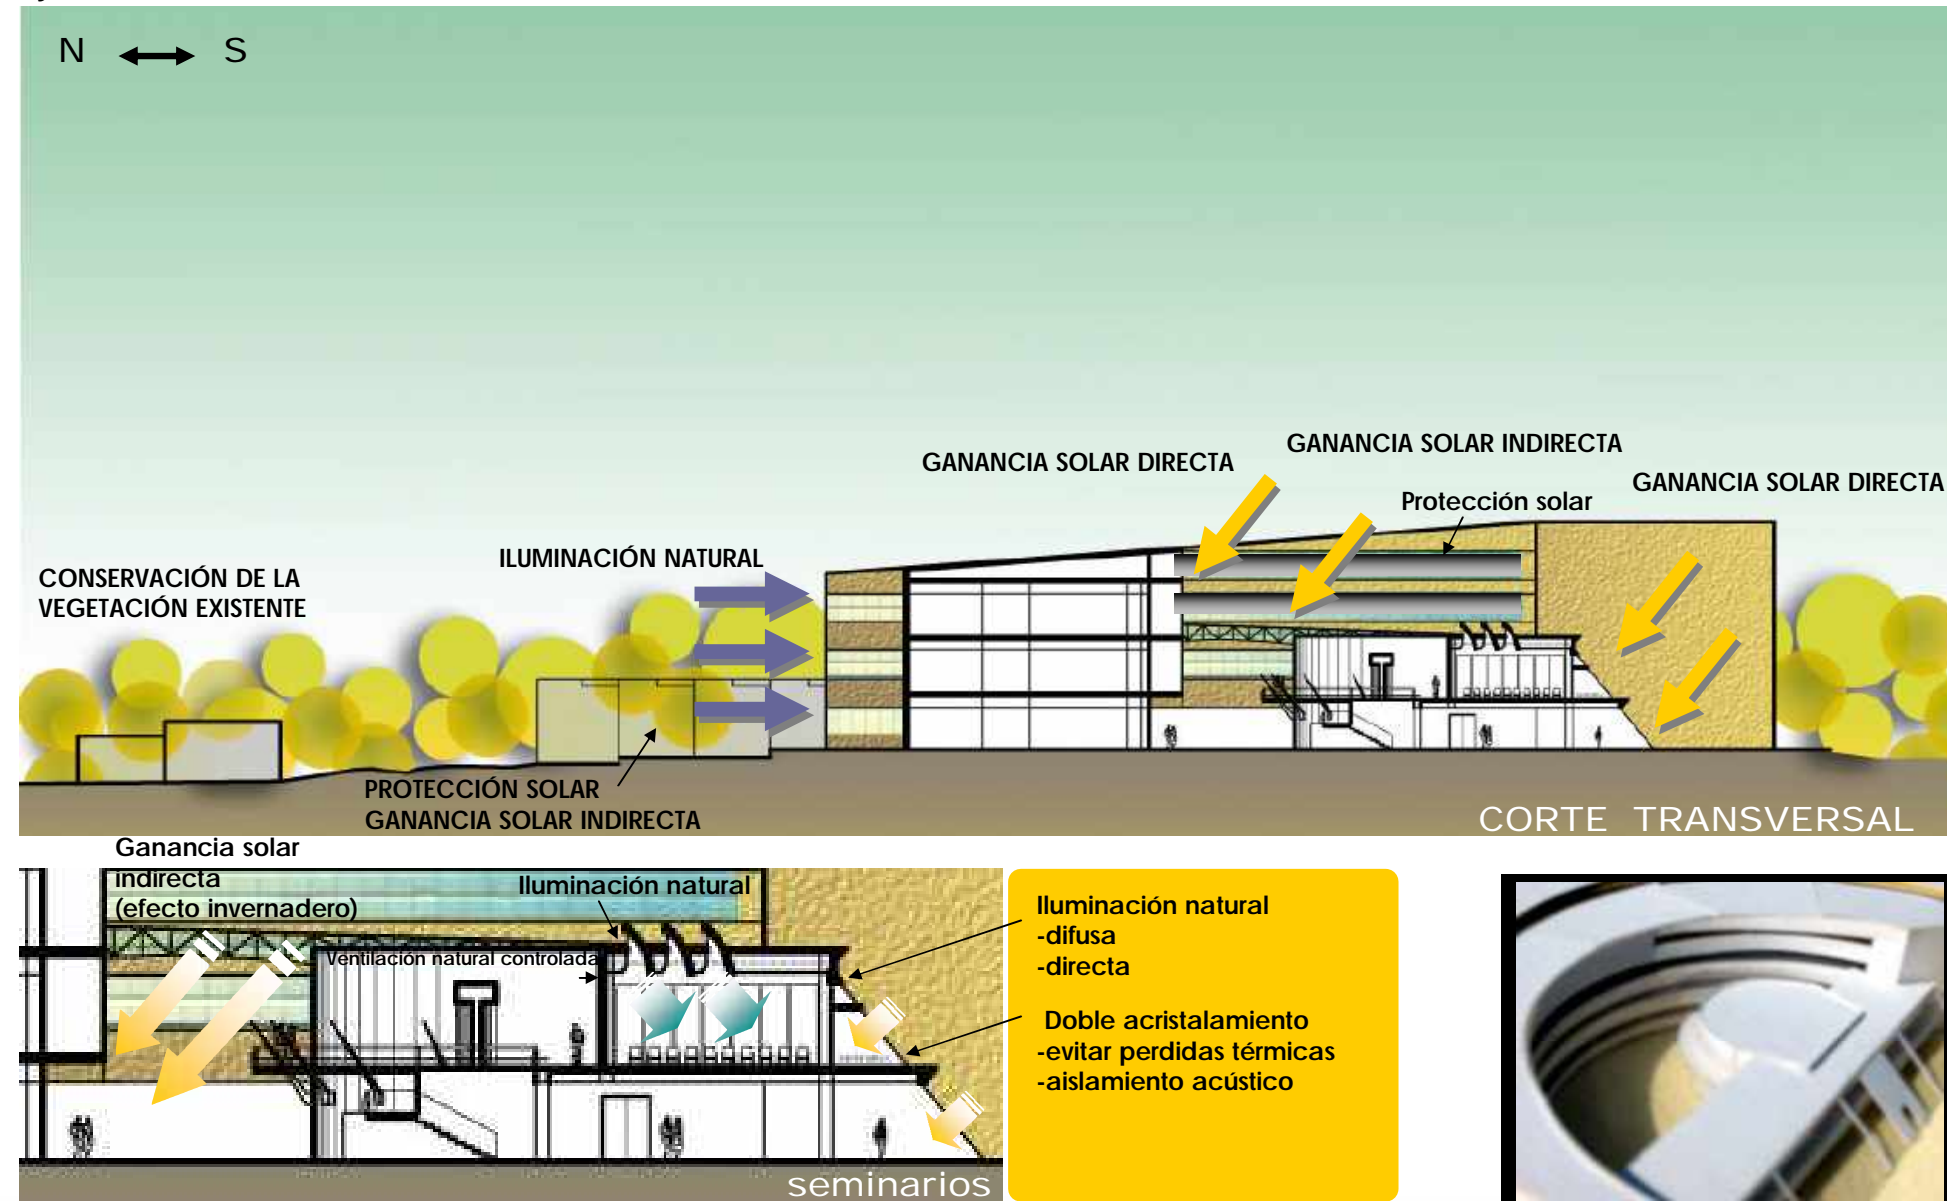 N S
GANANCIA SOLAR INDIRECTA
GANANCIA SOLAR DIRECTA
GANANCIA SOLAR DIRECTA
Protección solar
ILUMINACIÓN NATURAL
CONSERVACIÓN DE LA
VEGETACIÓN EXISTENTE
PROTECCIÓN SOLAR
GANANCIA SOLAR INDIRECTA
CORTE TRANSVERSAL
Ganancia solar
indirecta
(efecto invernadero)
Iluminación natural
Ventilación natural controlada
seminarios
Iluminación natural
-difusa
-directa
Doble acristalamiento
-evitar perdidas térmicas
-aislamiento acústico